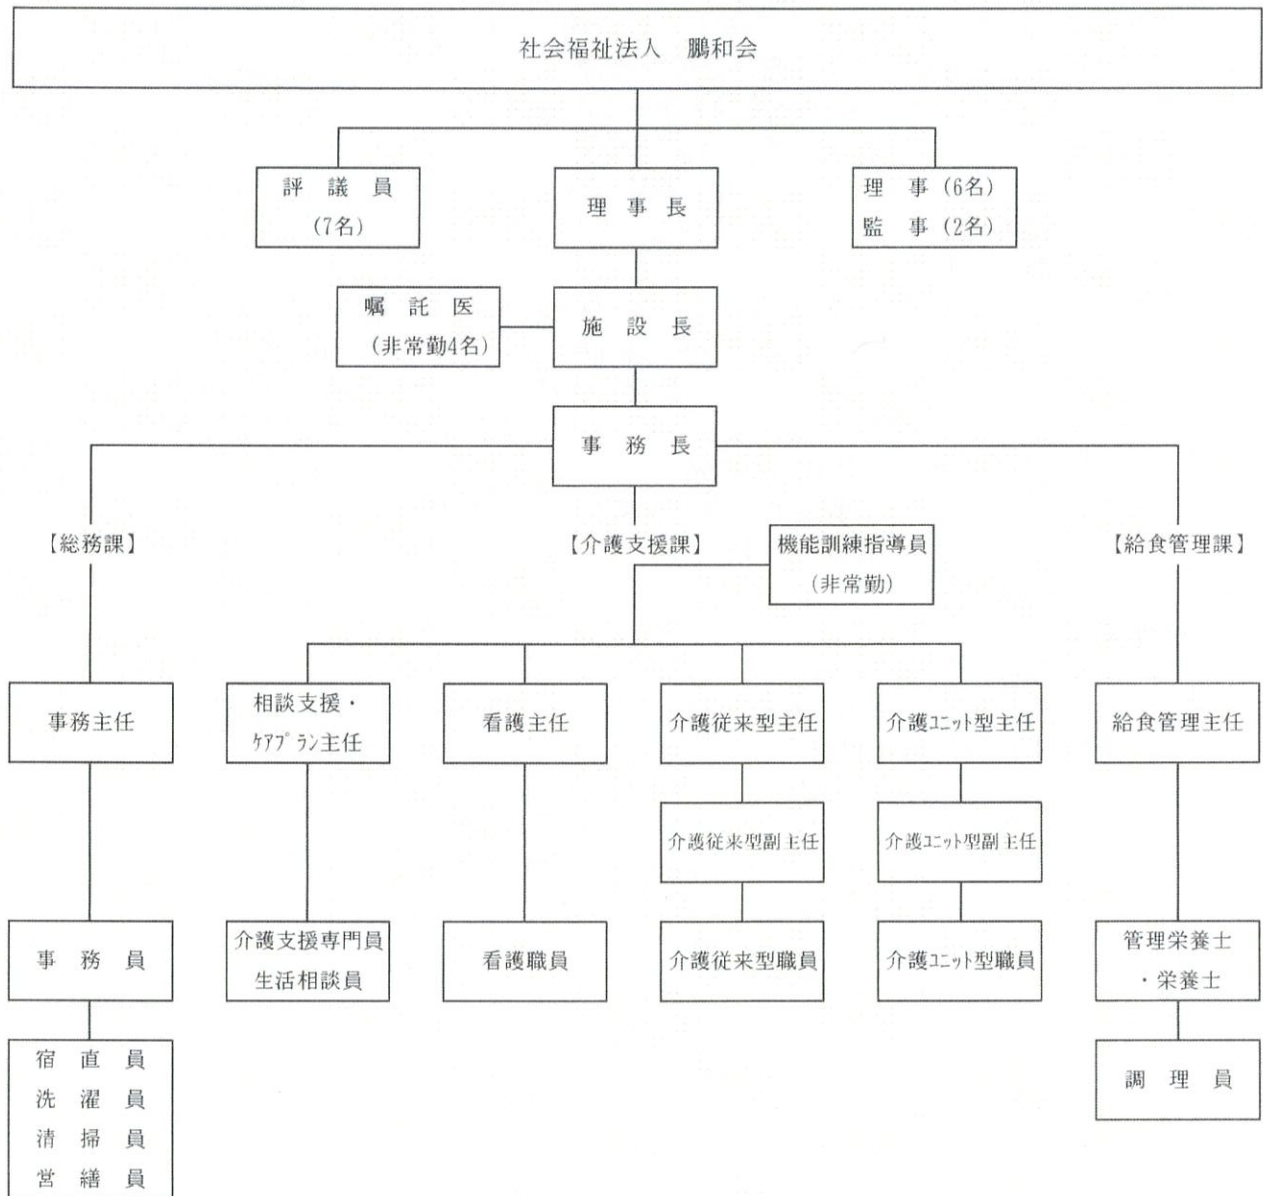 社会福祉法人　鵬和会
評　議　員
(7名)
理　事　長
理　事（6名）
監　事（2名）
嘱　託　医
（非常勤4名）
施　設　長
事　務　長
【総務課】
【介護支援課】
機能訓練指導員
（非常勤）
【給食管理課】
事務主任
相談支援・
ｹｱﾌﾟﾗﾝ主任
看護主任
介護従来型主任
介護ﾕﾆｯﾄ型主任
給食管理主任
介護従来型副主任
介護ﾕﾆｯﾄ型副主任
事　務　員
介護支援専門員
生活相談員
看護職員
介護従来型職員
介護ﾕﾆｯﾄ型職員
管理栄養士
・栄養士
宿　直　員
洗　濯　員
清　掃　員
営　繕　員
調　理　員